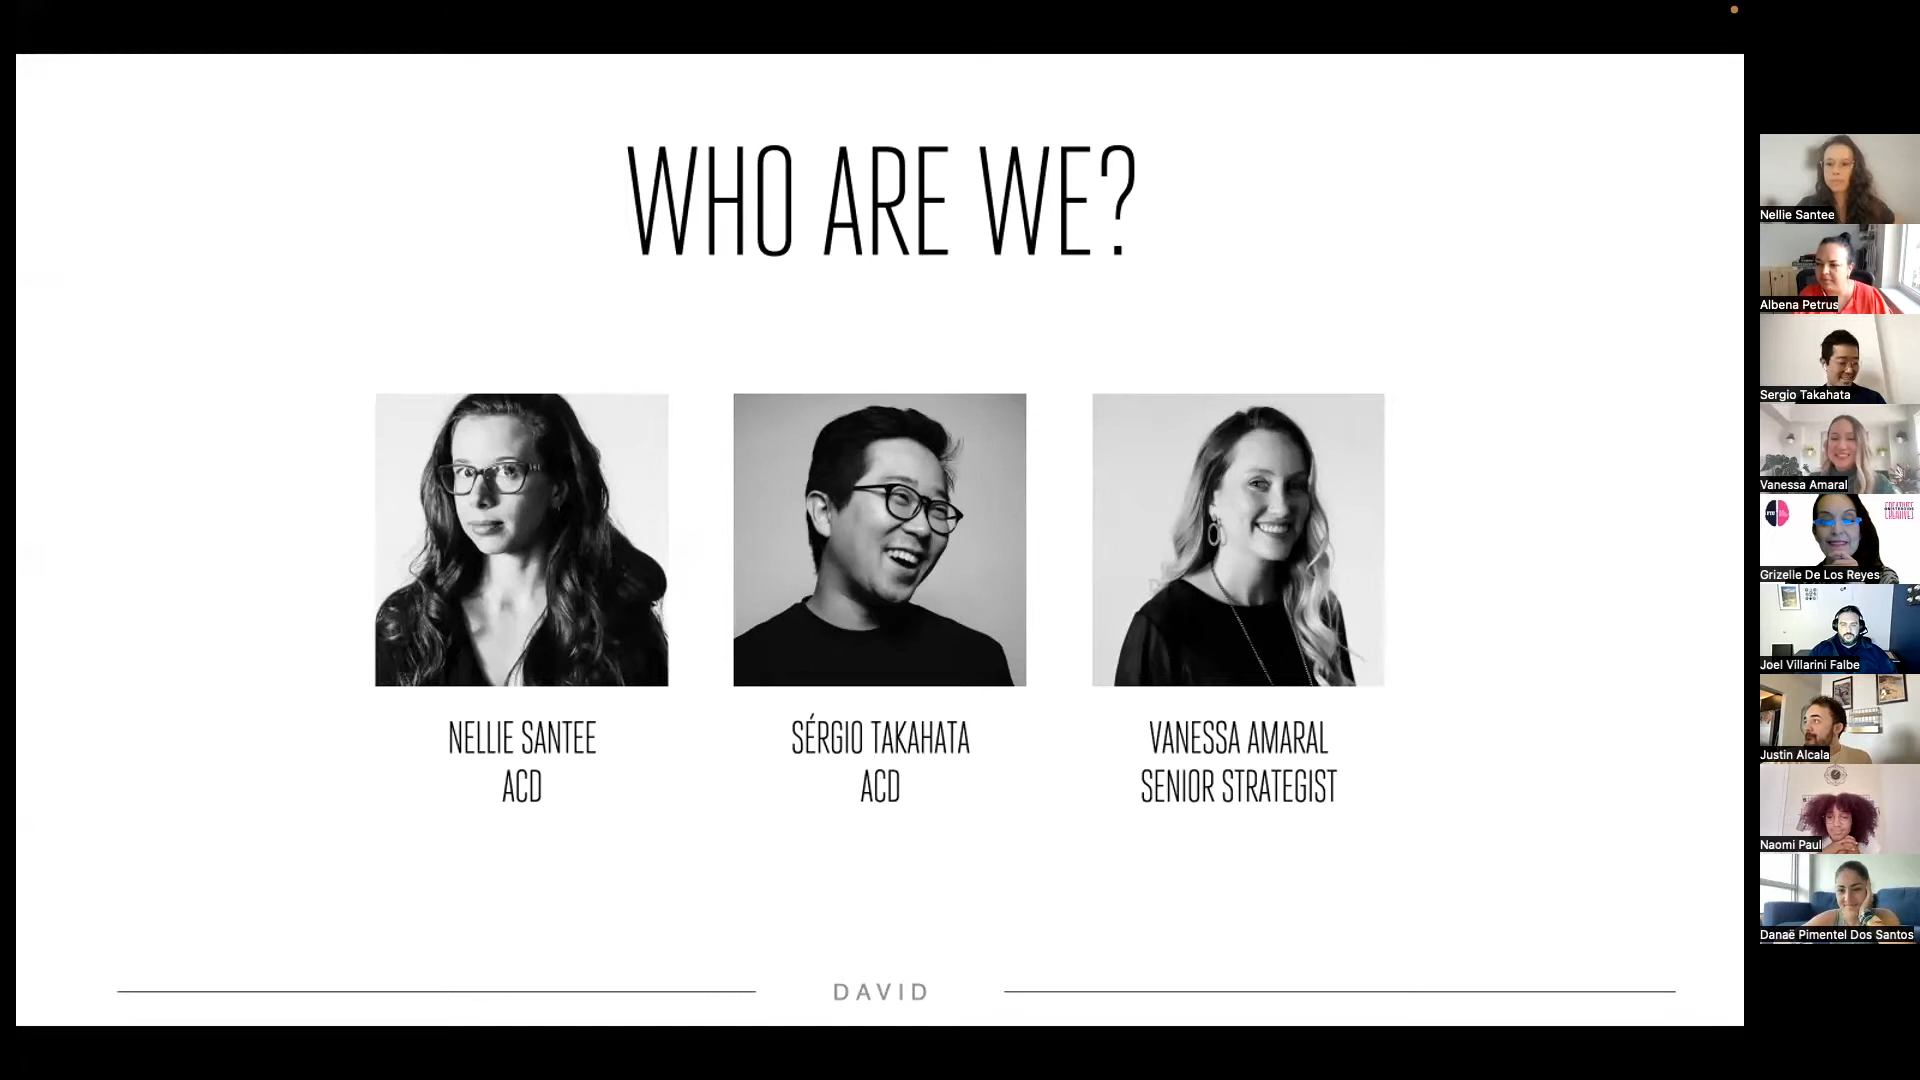 WHO ARE WE?
NELLIE SANTEE
ACD
SÉRGIO TAKAHATA
ACD
VANESSA AMARAL
SENIOR STRATEGIST
DAVID
Nellie Santee
Albena Petrus
Sergio Takahata
Vanessa Amaral
Grizelle De Los Reyes
Joel Villarini Falbe
Justin Alcala
Naomi Paul
Danaë Pimentel Dos Santos